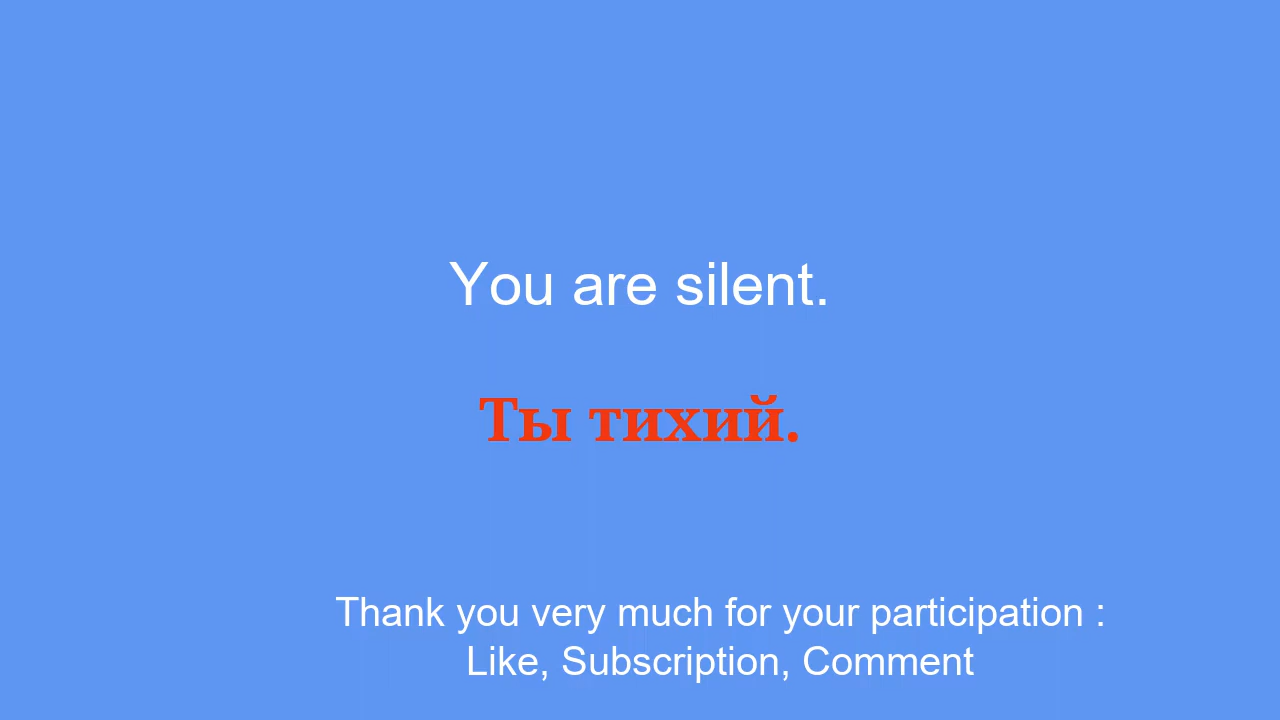 You are silent.
Ты тихий.
Thank you very much for your participation :
Like, Subscription, Comment